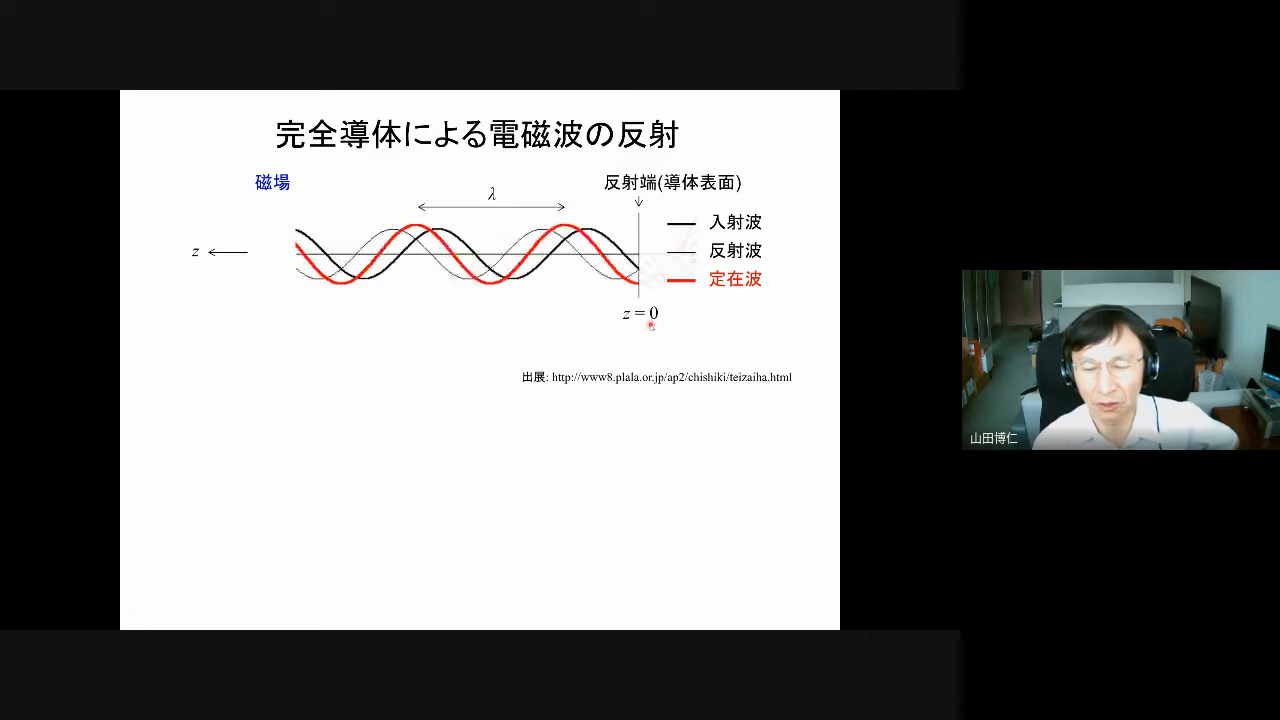 完全導体による電磁波の反射
磁場
λ
反射端(導体表面)
入射波
反射波
定在波
z
z = 0
出展: http://www8.plala.or.jp/ap2/chishiki/teizaiha.html
山田博仁